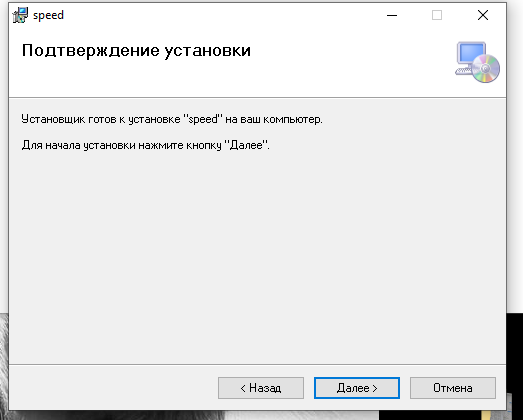 speed
Подтверждение установки
Установщик готов к установке "speed" на ваш компьютер.
Для начала установки нажмите кнопку "Далее".
< Назад
Далее >
Отмена